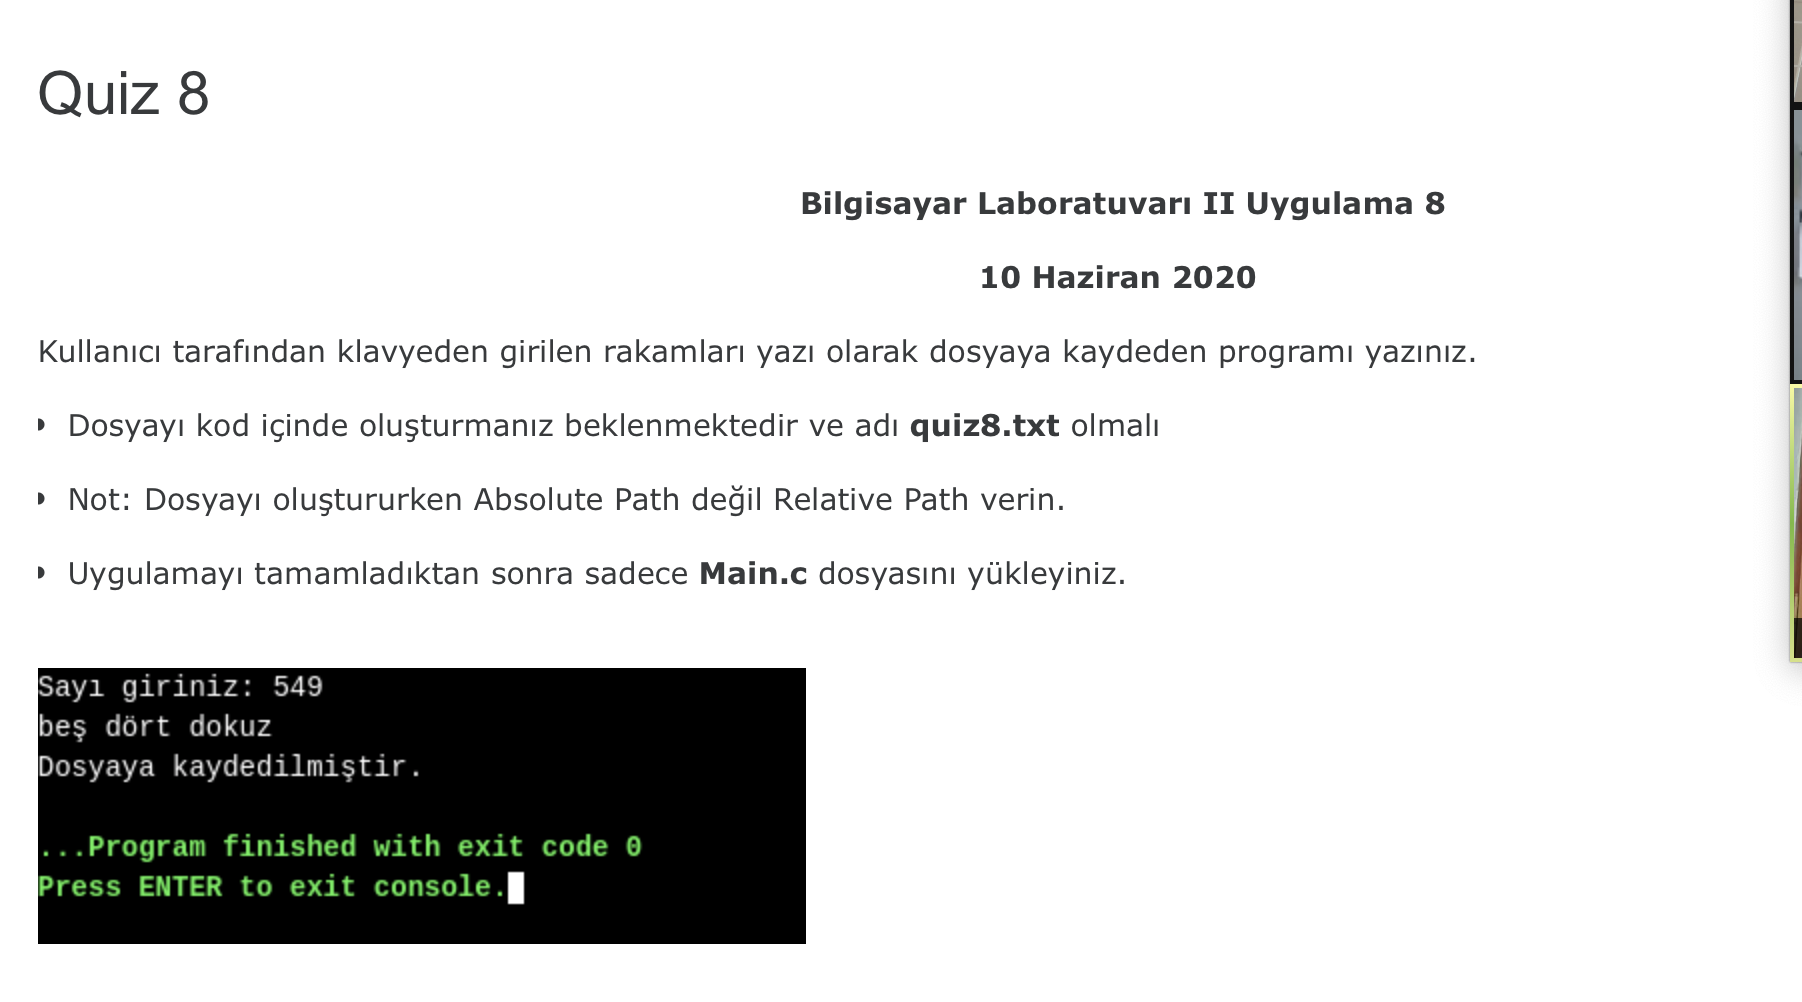 Quiz 8
Bilgisayar Laboratuvarı II Uygulama 8
10 Haziran 2020
Kullanıcı tarafından klavyeden girilen rakamları yazı olarak dosyaya kaydeden programı yazınız.
Dosyayı kod içinde oluşturmanız beklenmektedir ve adı quiz8.txt olmalı
Not: Dosyayı oluştururken Absolute Path değil Relative Path verin.
Uygulamayı tamamladıktan sonra sadece Main.c dosyasını yükleyiniz.
Sayı giriniz: 549
beş dört dokuz
Dosyaya kaydedilmiştir.
...Program finished with exit code 0
Press ENTER to exit console.